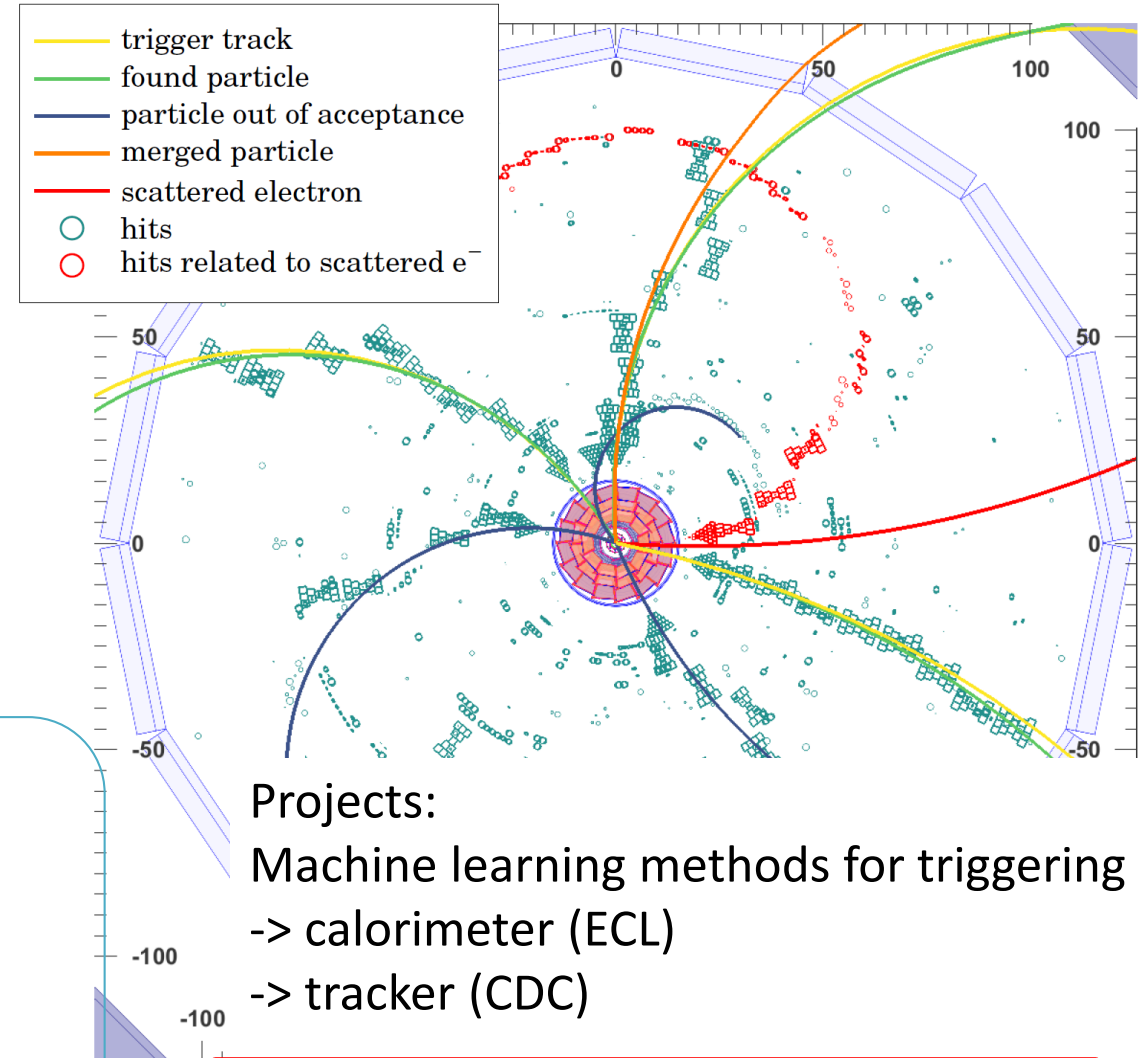 trigger track
found particle
particle out of acceptance
merged particle
scattered electron
hits
hits related to scattered e⁻
0
50
100
100
50
50
0
0
-50
-50
-100
-100
Projects:
Machine learning methods for triggering
-> calorimeter (ECL)
-> tracker (CDC)